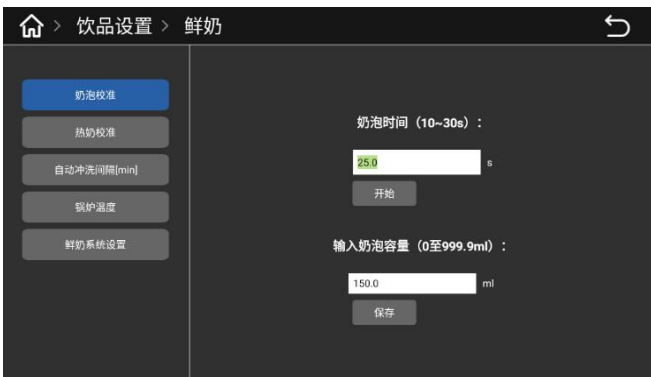 饮品设置 > 鲜奶
奶泡校准
热奶校准
自动冲洗间隔[min]
锅炉温度
鲜奶系统设置
奶泡时间（10~30s）：
25.0 s
开始
输入奶泡容量（0至999.9ml）：
150.0 ml
保存